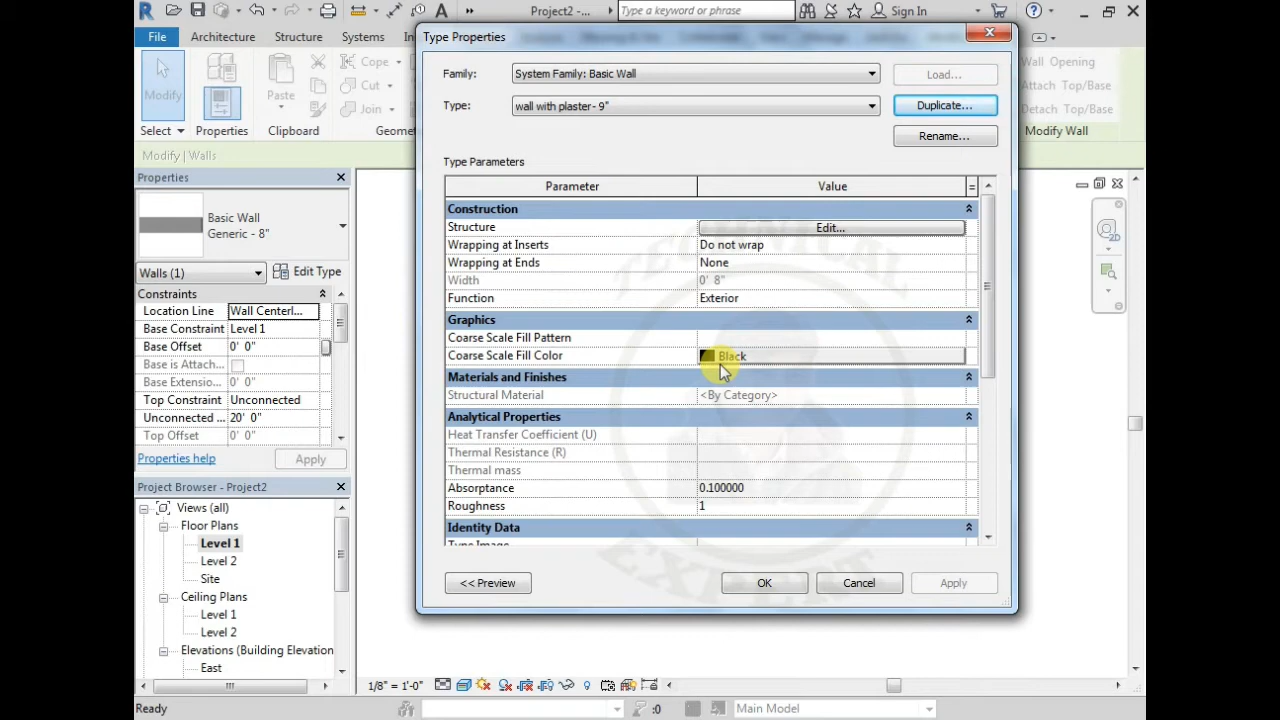 Project2 -...
Type a keyword or phrase
Sign In
File
Architecture
Structure
Systems
Type Properties
Family:
System Family: Basic Wall
Load...
Type:
wall with plaster- 9"
Duplicate...
Rename...
Type Parameters
Parameter
Value
=
Construction
Structure
Edit...
Wrapping at Inserts
Do not wrap
Wrapping at Ends
None
Width
0' 8"
Function
Exterior
Graphics
Coarse Scale Fill Pattern
Coarse Scale Fill Color
Black
Materials and Finishes
Structural Material
<By Category>
Analytical Properties
Heat Transfer Coefficient (U)
Thermal Resistance (R)
Thermal mass
Absorptance
0.100000
Roughness
1
Identity Data
<< Preview
OK
Cancel
Apply
Modify
Paste
Cope
Cut
Join
Select
Properties
Clipboard
Geomet
Wall Opening
Attach Top/Base
Detach Top/Base
Modify Wall
Modify | Walls
Properties
Basic Wall
Generic - 8"
Walls (1)
Edit Type
Constraints
Location Line
Wall Centerl...
Base Constraint
Level 1
Base Offset
0' 0"
Base is Attach...
Base Extensio...
0' 0"
Top Constraint
Unconnected
Unconnected ...
20' 0"
Top Offset
0' 0"
Properties help
Apply
Project Browser - Project2
Views (all)
Floor Plans
Level 1
Level 2
Site
Ceiling Plans
Level 1
Level 2
Elevations (Building Elevation
East
2D
1/8" = 1'-0"
Ready
:0
Main Model
TECHNICAL
EXPERT